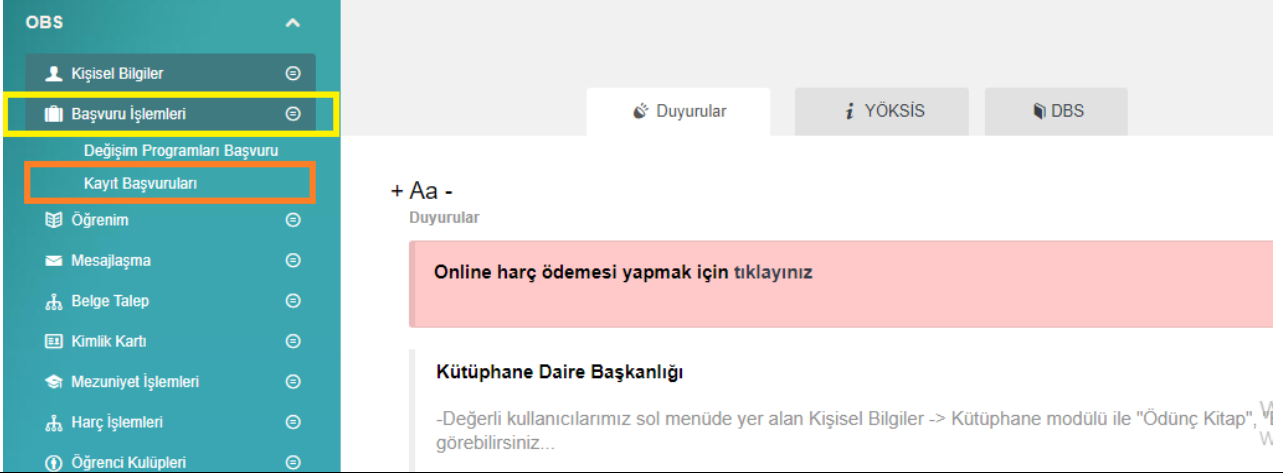 OBS
Kişisel Bilgiler
Başvuru İşlemleri
Değişim Programları Başvuru
Kayıt Başvuruları
Öğrenim
Mesajlaşma
Belge Talep
Kimlik Kartı
Mezuniyet İşlemleri
Harç İşlemleri
Öğrenci Kulüpleri
Duyurular
YÖKSİS
DBS
+ Aa -
Duyurular
Online harç ödemesi yapmak için tıklayınız
Kütüphane Daire Başkanlığı
-Değerli kullanıcılarımız sol menüde yer alan Kişisel Bilgiler -> Kütüphane modülü ile "Ödünç Kitap",
görebilirsiniz...